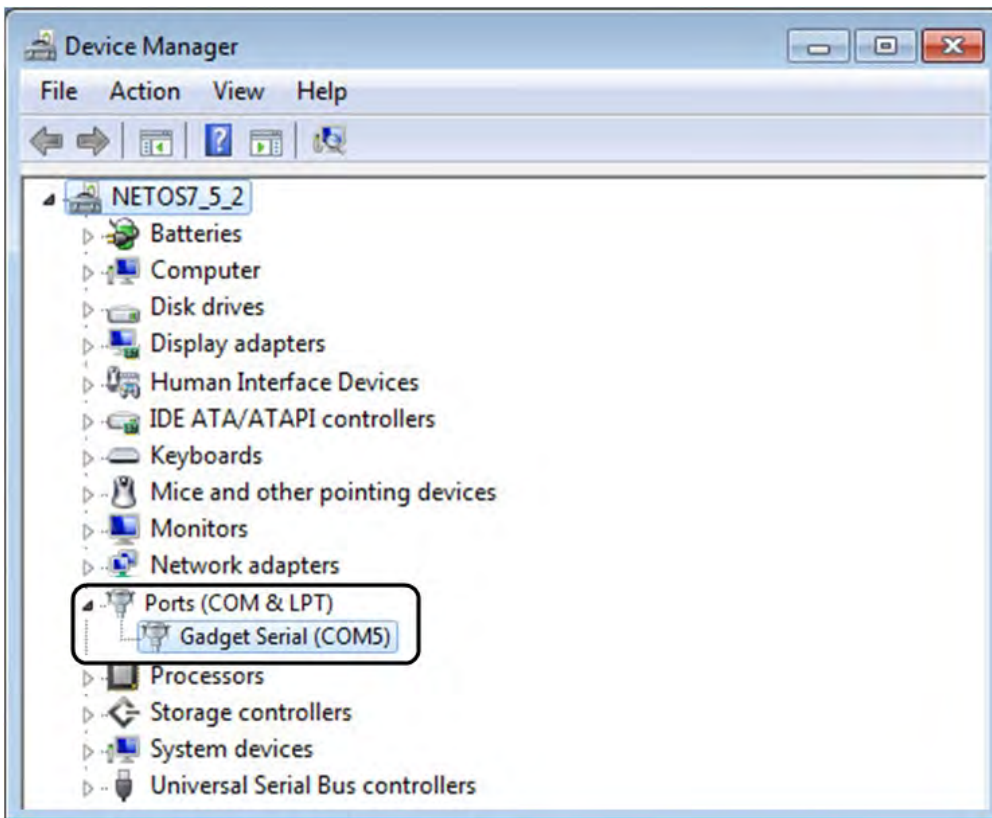 Device Manager
File Action View Help
NETOS7_5_2
Batteries
Computer
Disk drives
Display adapters
Human Interface Devices
IDE ATA/ATAPI controllers
Keyboards
Mice and other pointing devices
Monitors
Network adapters
Ports (COM & LPT)
Gadget Serial (COM5)
Processors
Storage controllers
System devices
Universal Serial Bus controllers